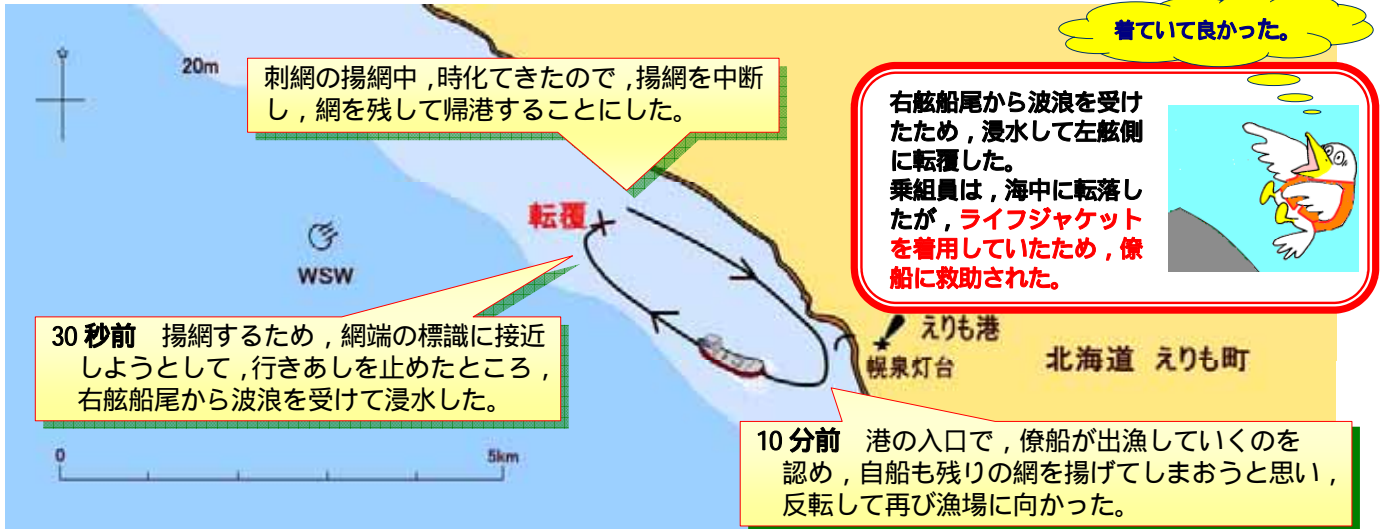 着ていて良かった。
20m
刺網の揚網中，時化てきたので，揚網を中断
し，網を残して帰港することにした。
右舷船尾から波浪を受け
たため，浸水して左舷側
に転覆した。
乗組員は，海中に転落し
たが，ライフジャケット
を着用していたため，僚
船に救助された。
転覆
WSW
30秒前　揚網するため，網端の標識に接近
しようとして，行きあしを止めたところ，
右舷船尾から波浪を受けて浸水した。
えりも港
幌泉灯台
北海道 えりも町
0
5km
10分前　港の入口で，僚船が出漁していくのを
認め，自船も残りの網を揚げてしまおうと思い，
反転して再び漁場に向かった。